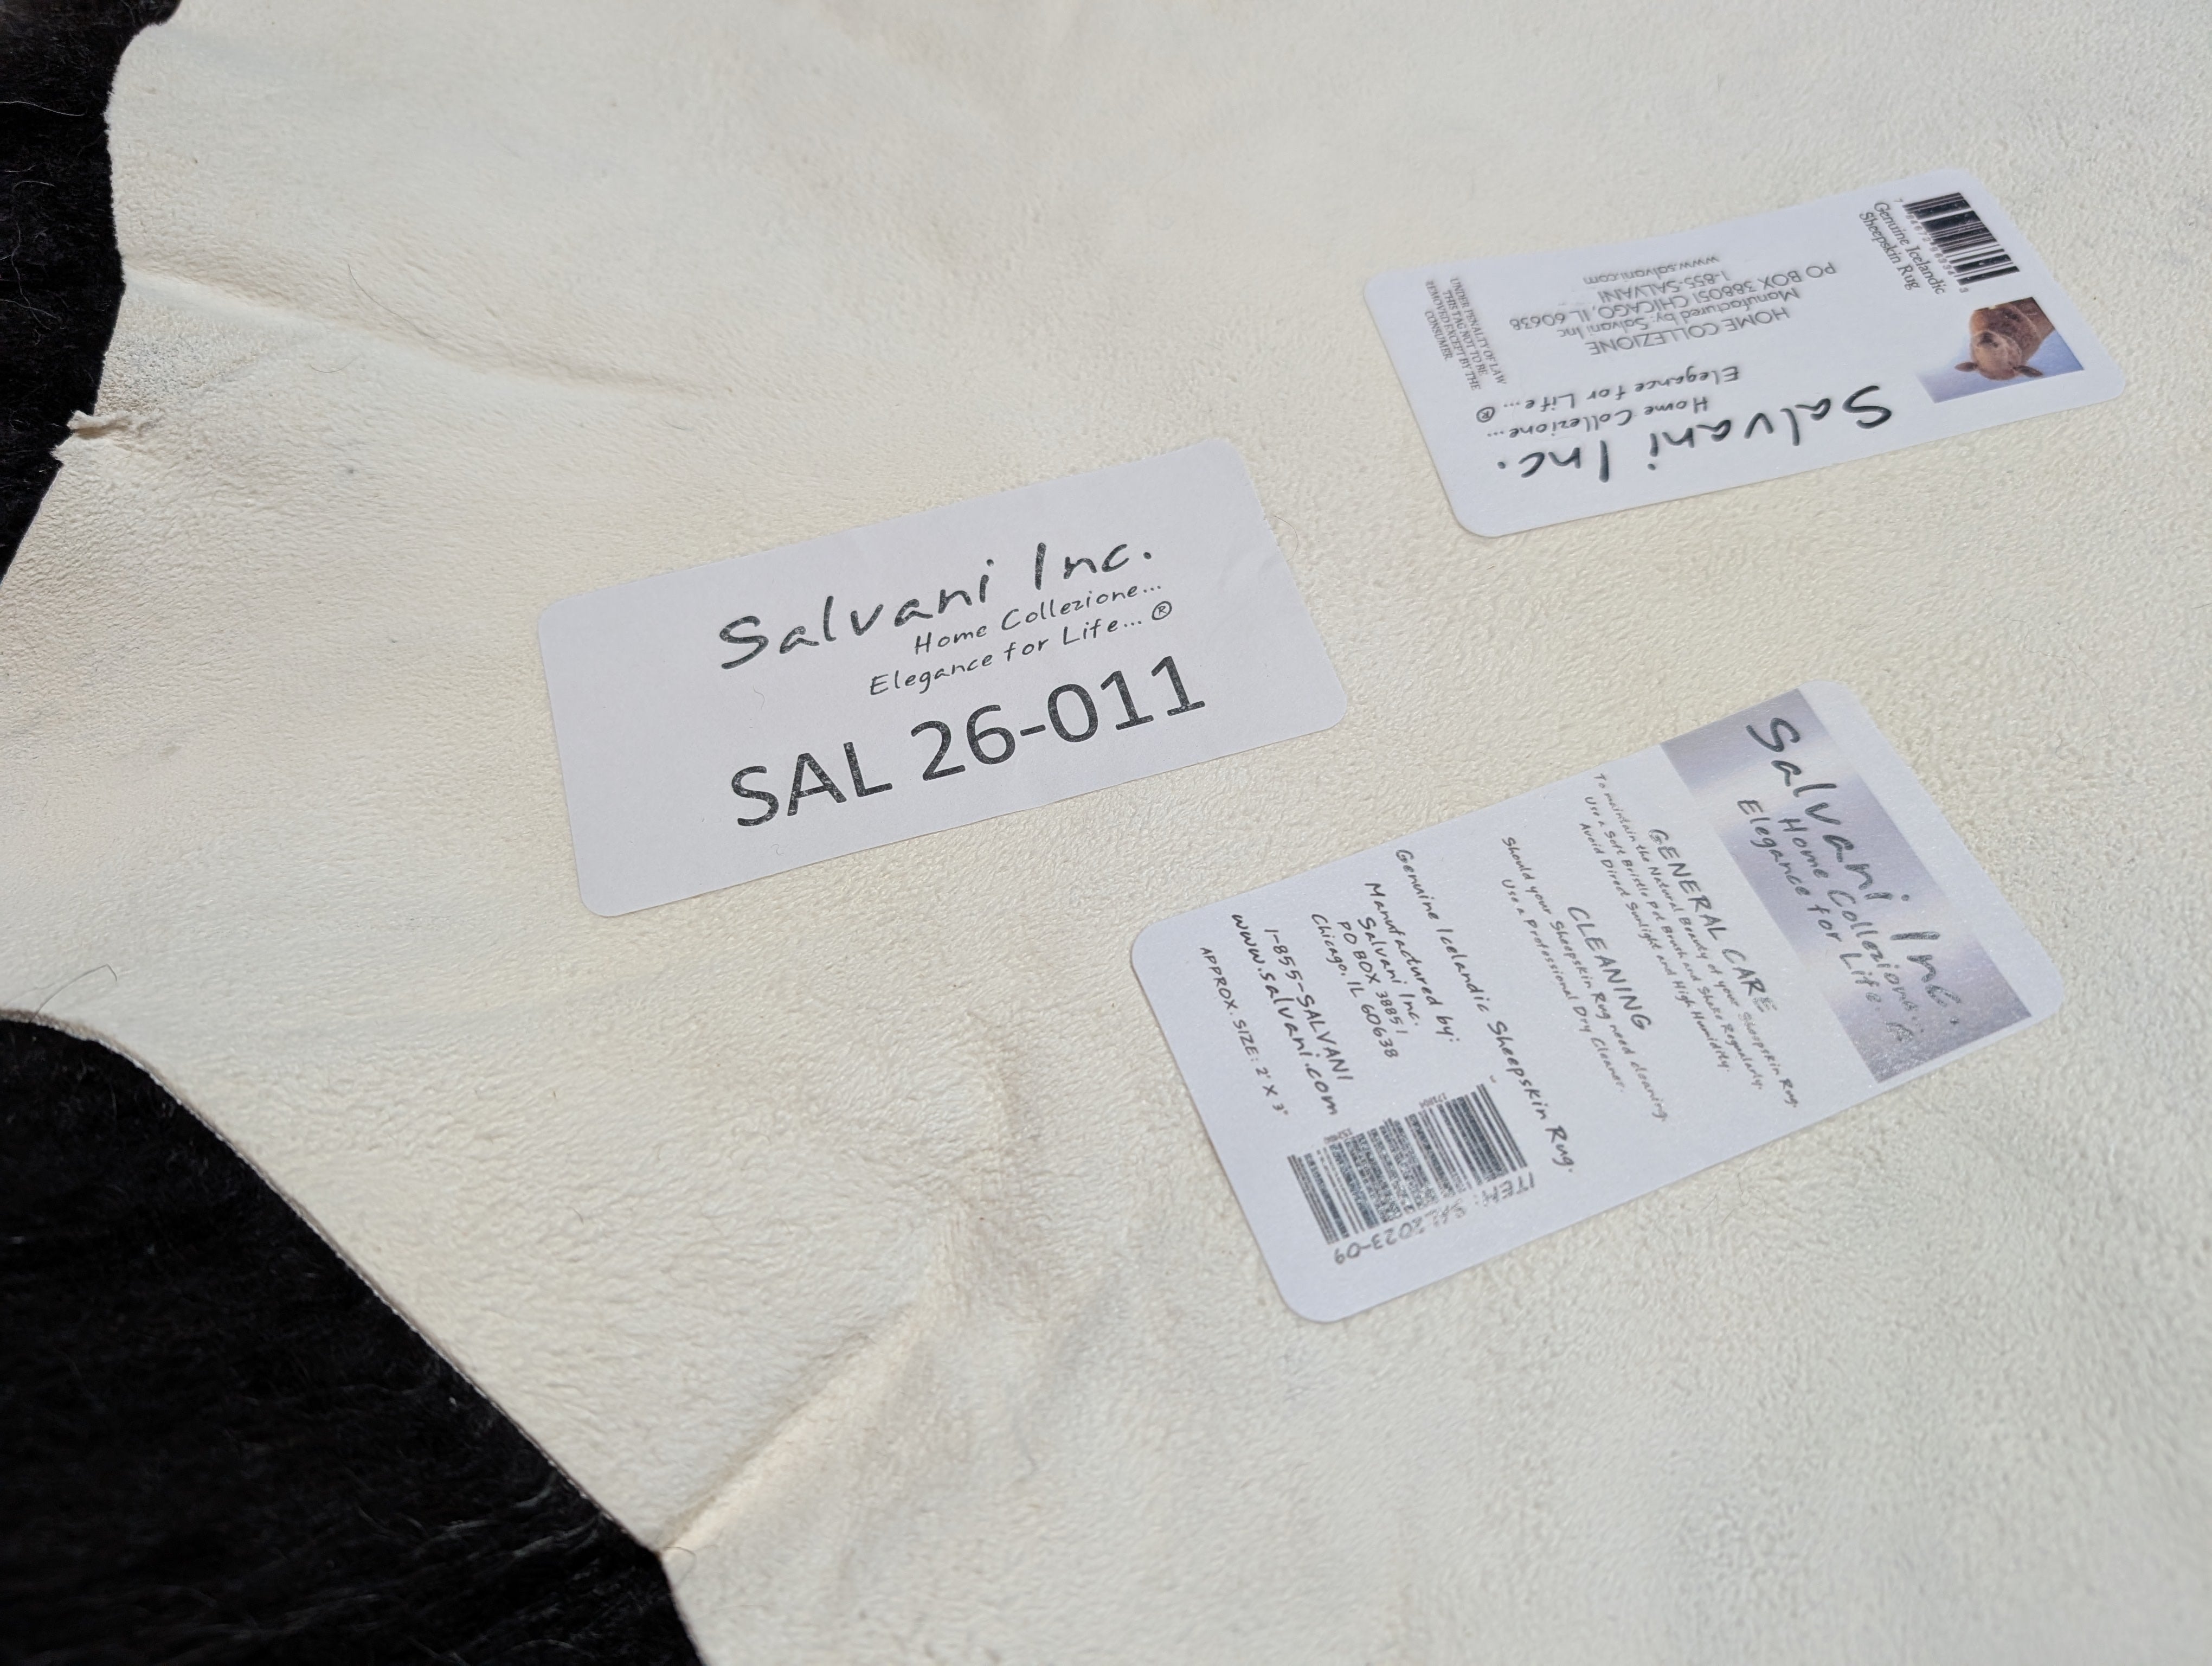 Salvani Inc.
Home Collezione...
Elegance for Life... ®
SAL 26-011
Salvani Inc.
Home Collezione...
Elegance for Life... ®
HOME COLLEZIONE
Manufactured by: Salvani Inc
PO BOX 388051 CHICAGO, IL 60638
1-855-SALVANI
www.salvani.com
UNDER PENALITY OF LAW
THIS TAG NOT TO BE
REMOVED EXCEPT BY THE
CONSUMER
Genuine Icelandic
Sheepskin Rug
Salvani Inc.
Home Collezione...
Elegance for Life.
GENERAL CARE
To maintain the Natural Beauty of your Sheepskin Rug.
Use a Soft Bristle Pet Brush and Shake Regularly.
Avoid Direct Sunlight and High Humidity.
CLEANING
Should your Sheepskin Rug need cleaning,
Use a Professional Dry Cleaner.
Genuine Icelandic Sheepskin Rug.
Manufactured by:
Salvani Inc.
PO BOX 38851
Chicago, IL 60638
1-855-SALVANI
www.salvani.com
APPROX. SIZE: 2' X 3'
ITEM: SAL2023-09